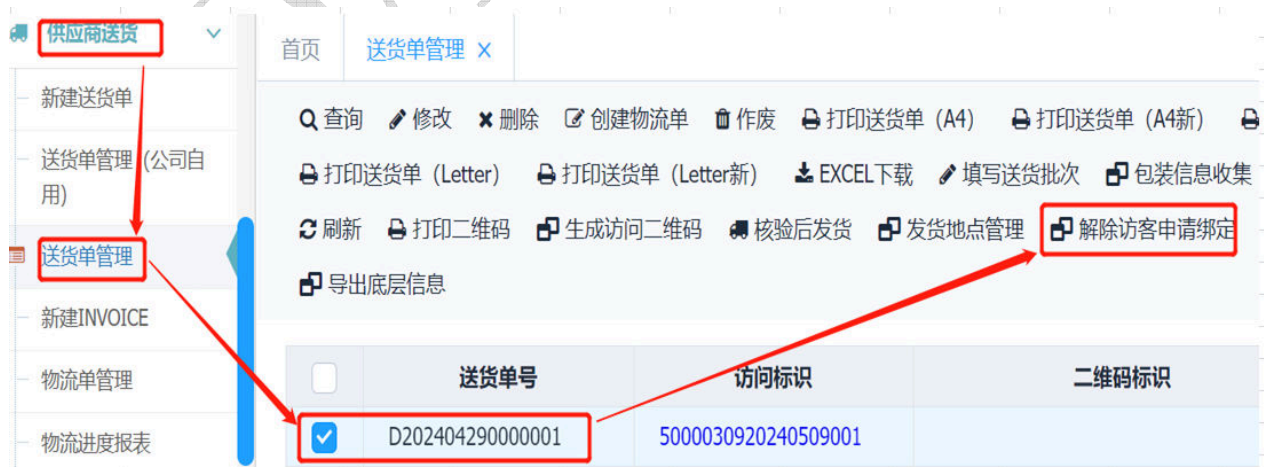 供应商送货
新建送货单
送货单管理 (公司自
用)
送货单管理
新建INVOICE
物流单管理
物流进度报表
首页 送货单管理 ×
查询 修改 删除 创建物流单 作废 打印送货单 (A4) 打印送货单 (A4新)
打印送货单 (Letter) 打印送货单 (Letter新) EXCEL下载 填写送货批次 包装信息收集
刷新 打印二维码 生成访问二维码 核验后发货 发货地点管理 解除访客申请绑定
导出底层信息
送货单号 访问标识 二维码标识
D202404290000001 5000030920240509001